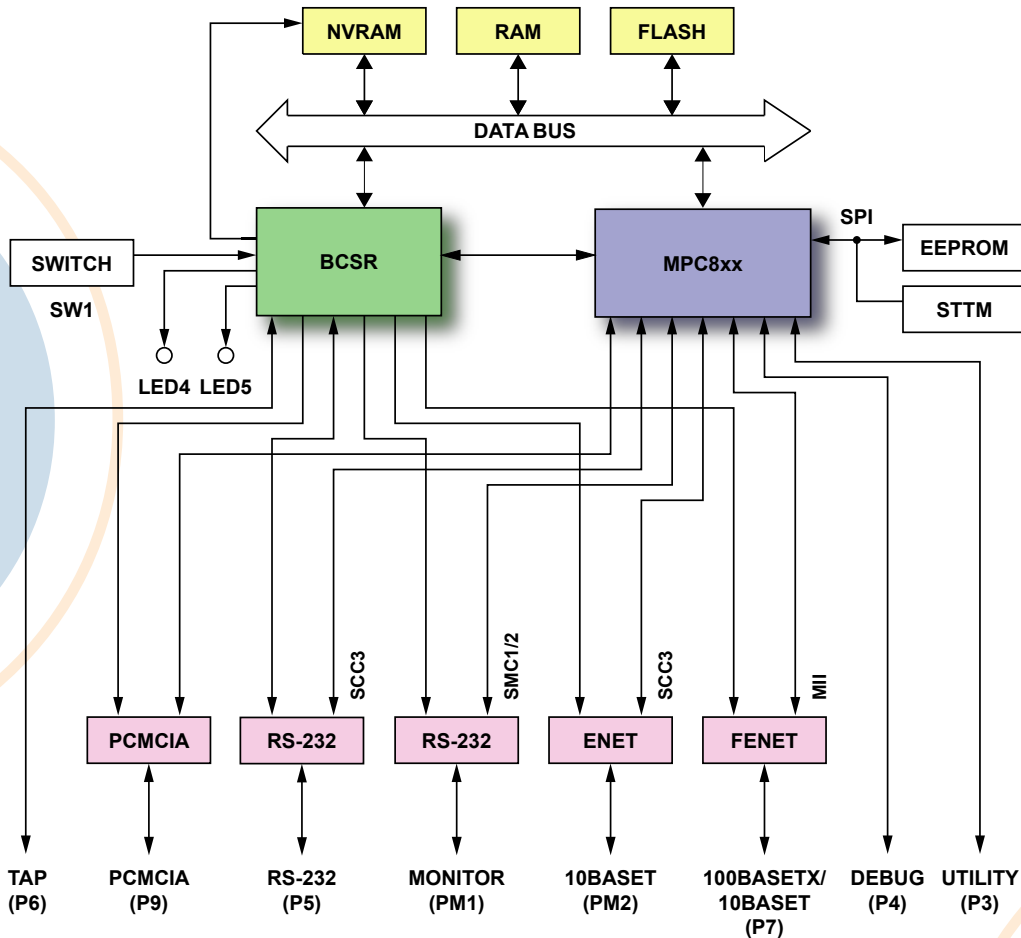 NVRAM
RAM
FLASH
DATA BUS
SPI
SWITCH
BCSR
MPC8xx
EEPROM
SW1
STTM
LED4
LED5
SCC3
SMC1/2
SCC3
MII
PCMCIA
RS-232
RS-232
ENET
FENET
TAP
(P6)
PCMCIA
(P9)
RS-232
(P5)
MONITOR
(PM1)
10BASET
(PM2)
100BASETX/
10BASET
(P7)
DEBUG
(P4)
UTILITY
(P3)